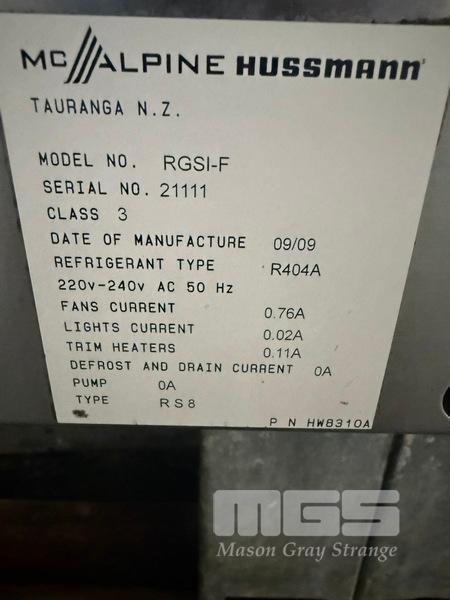 McALPINE HUSSMANN
TAURANGA N.Z.
MODEL NO. RGSI-F
SERIAL NO. 21111
CLASS 3
DATE OF MANUFACTURE 09/09
REFRIGERANT TYPE R404A
220v-240v AC 50 Hz
FANS CURRENT 0.76A
LIGHTS CURRENT 0.02A
TRIM HEATERS 0.11A
DEFROST AND DRAIN CURRENT 0A
PUMP 0A
TYPE RS8
P N HW8310A
MGS
Mason Gray Strange